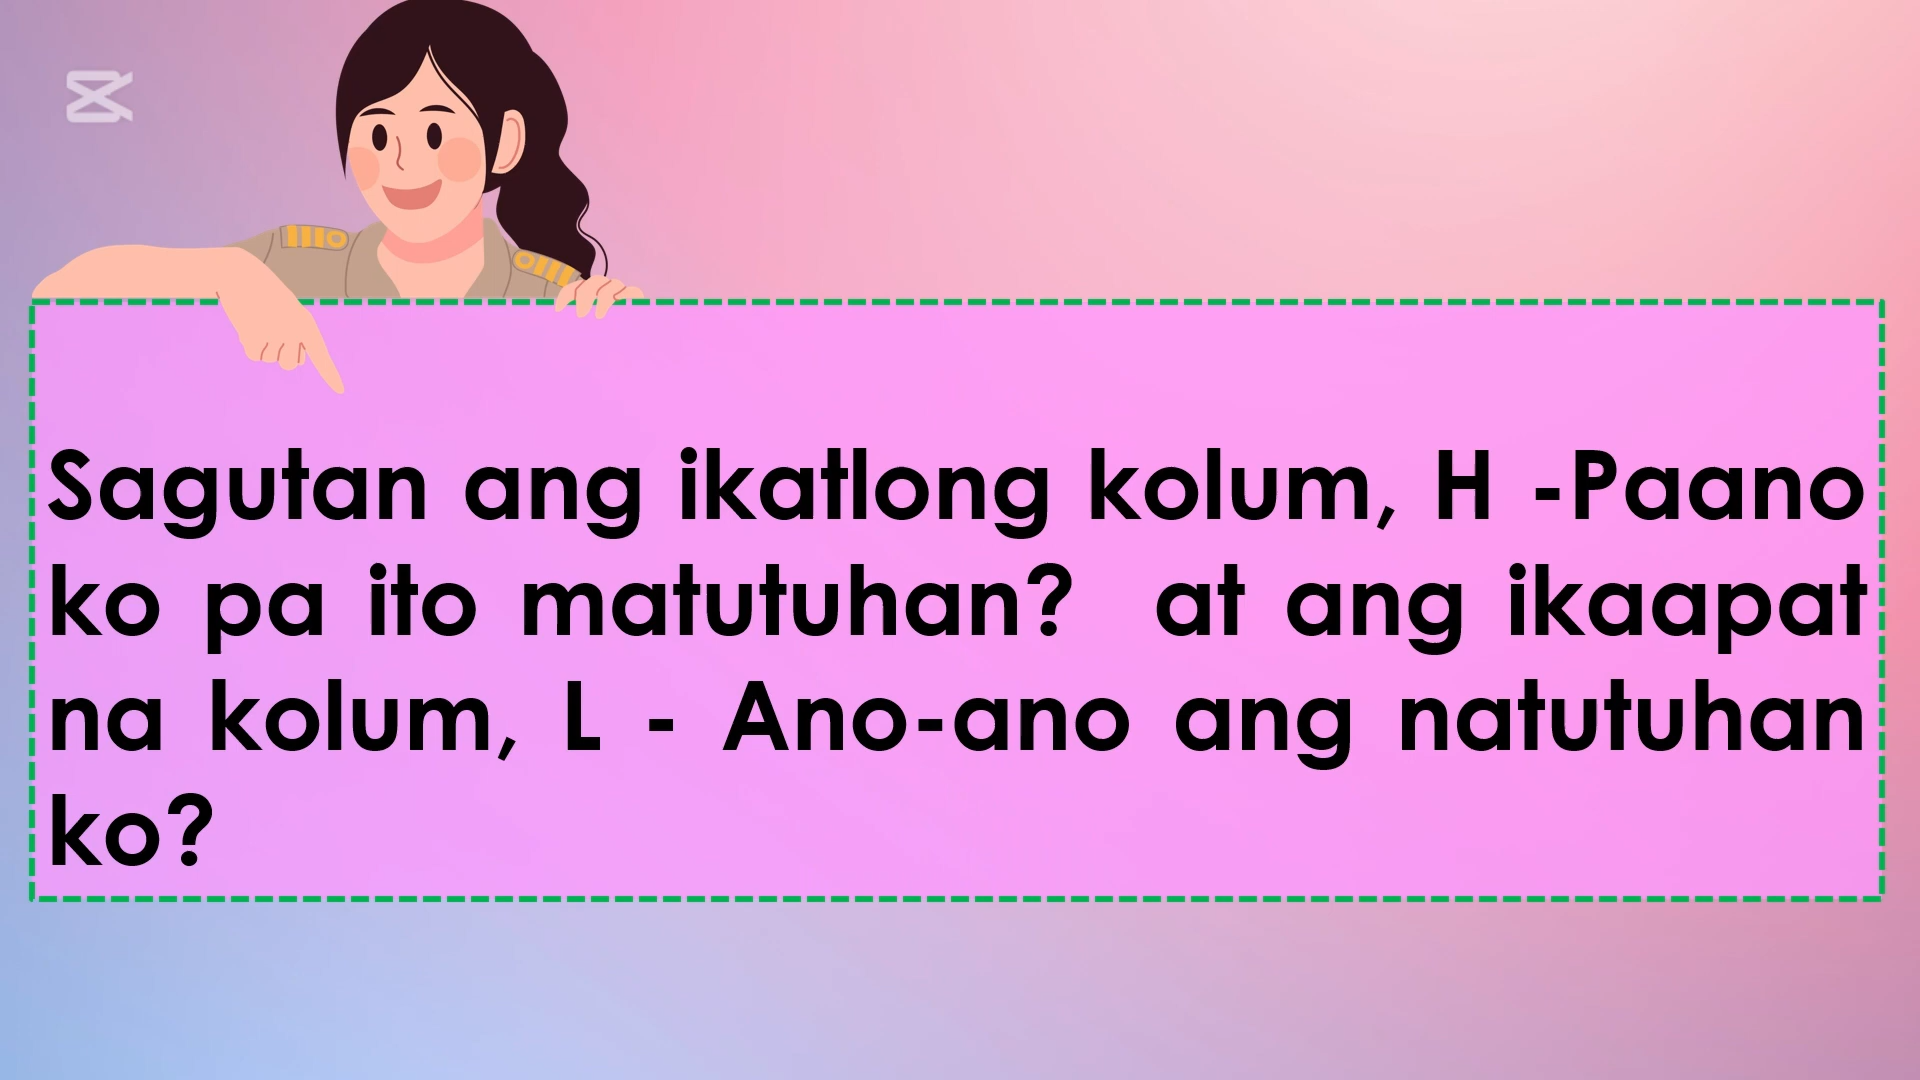 Sagutan ang ikatlong kolum, H -Paano
ko pa ito matutuhan? at ang ikaapat
na kolum, L - Ano-ano ang natutuhan
ko?